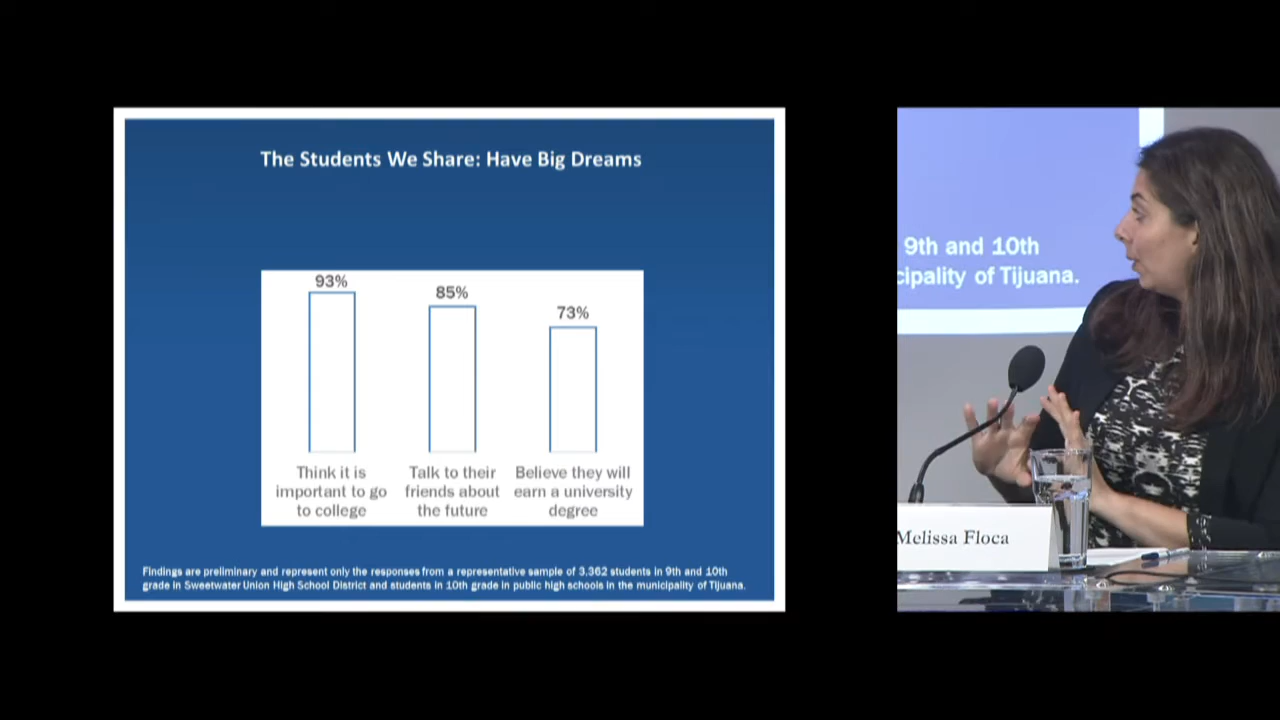 The Students We Share: Have Big Dreams
93%
85%
73%
Think it is
important to go
to college
Talk to their
friends about
the future
Believe they will
earn a university
degree
Findings are preliminary and represent only the responses from a representative sample of 3,362 students in 9th and 10th
grade in Sweetwater Union High School District and students in 10th grade in public high schools in the municipality of Tijuana.
9th and 10th
cipality of Tijuana.
Melissa Floca